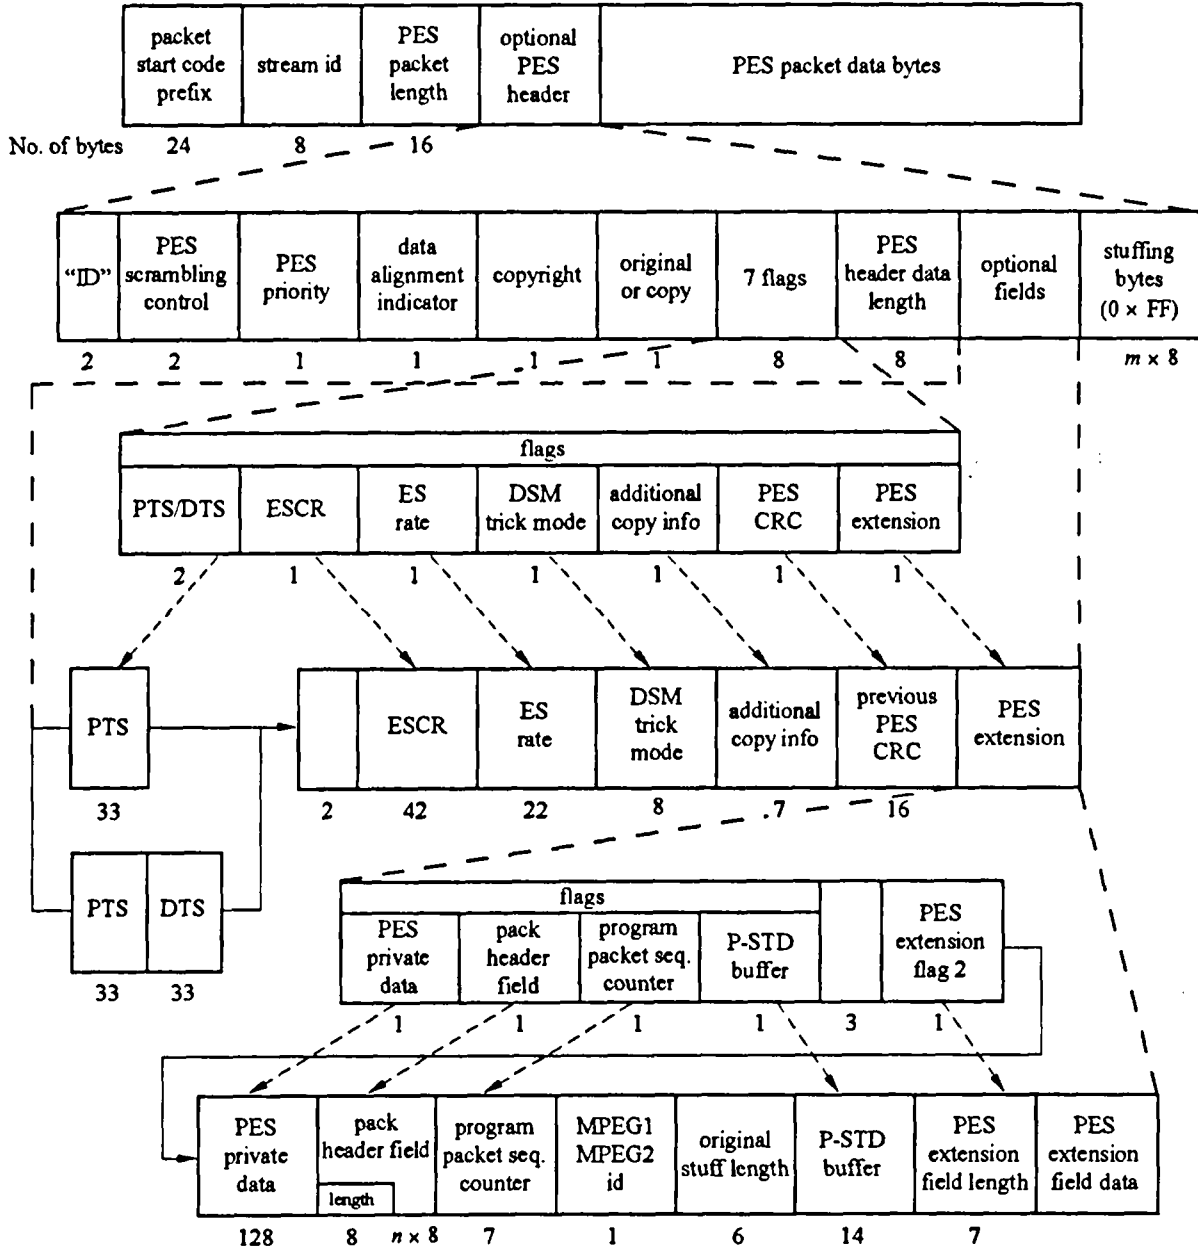 packet start code prefix
stream id
PES packet length
optional PES header
PES packet data bytes
No. of bytes 24 8 16
“ID”
PES scrambling control
PES priority
data alignment indicator
copyright
original or copy
7 flags
PES header data length
optional fields
stuffing bytes (0 × FF)
2 2 1 1 1 1 8 8 m × 8
flags
PTS/DTS
ESCR
ES rate
DSM trick mode
additional copy info
PES CRC
PES extension
2 1 1 1 1 1 1
PTS
ESCR
ES rate
DSM trick mode
additional copy info
previous PES CRC
PES extension
33 2 42 22 8 7 16
PTS DTS
33 33
flags
PES private data
pack header field
program packet seq. counter
P-STD buffer
PES extension flag 2
1 1 1 1 3 1
PES private data
pack header field
length
program packet seq. counter
MPEG1 MPEG2 id
original stuff length
P-STD buffer
PES extension field length
PES extension field data
128 8 n × 8 7 1 6 14 7